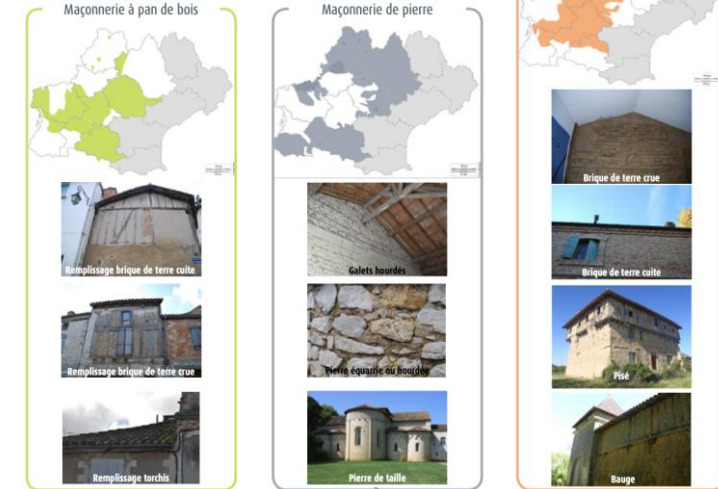 Maçonnerie à pan de bois
Remplissage brique de terre cuite
Remplissage brique de terre crue
Remplissage torchis
Maçonnerie de pierre
Galets hourdés
Pierre équarrie ou hourdée
Pierre de taille
Brique de terre crue
Brique de terre cuite
Pisé
Bauge